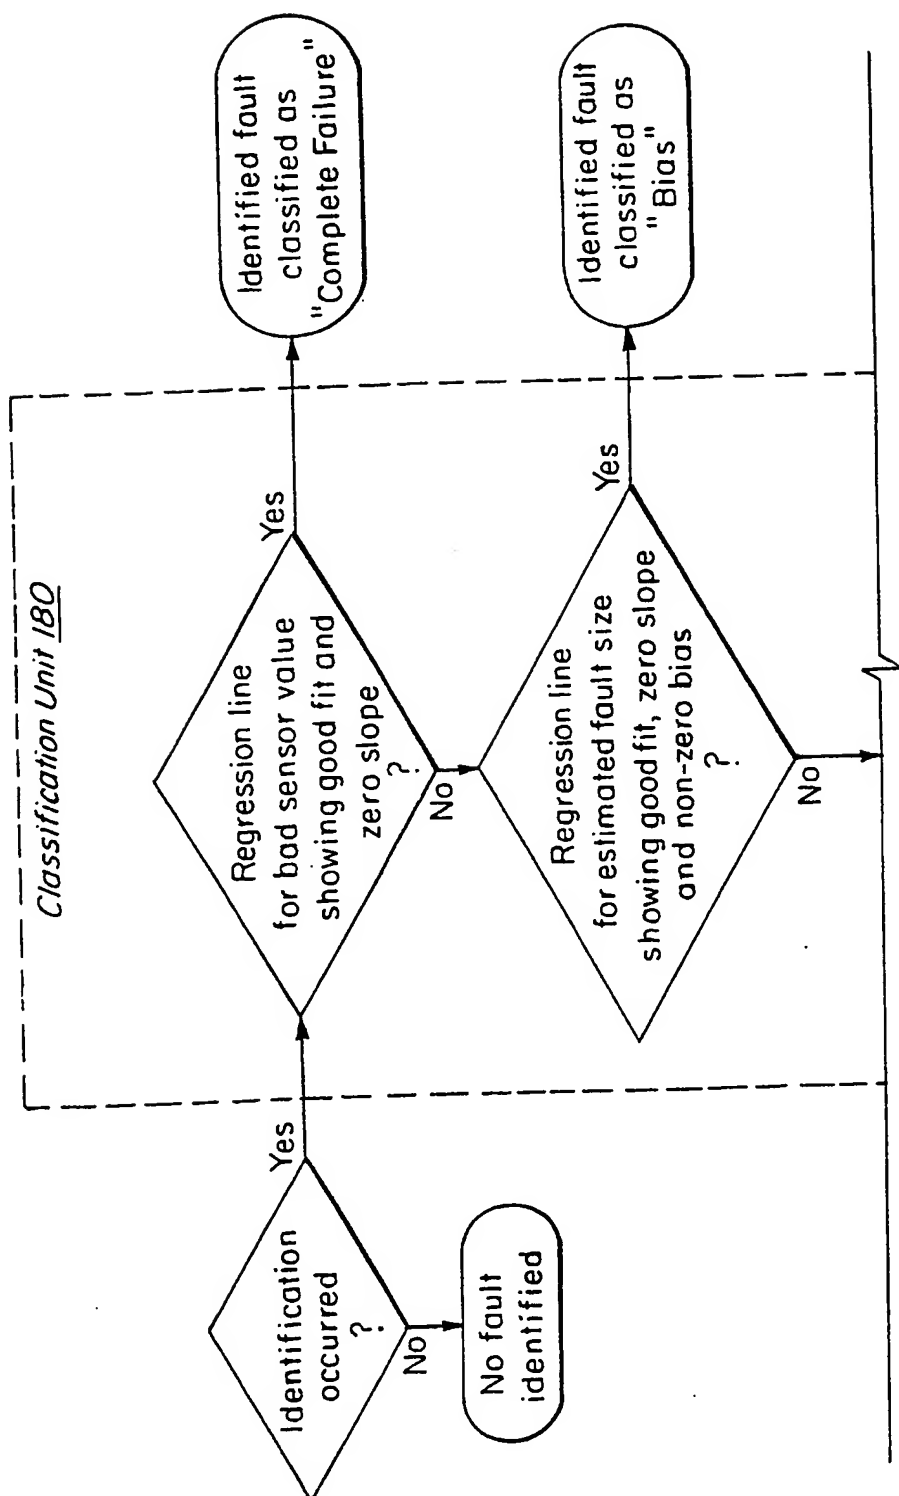 Classification Unit 180
Identification
occurred
?
Yes
No
No fault
identified
Regression line
for bad sensor value
showing good fit and
zero slope
?
Yes
No
Identified fault
classified as
"Complete Failure"
Regression line
for estimated fault size
showing good fit, zero slope
and non-zero bias
?
Yes
No
Identified fault
classified as
"Bias"